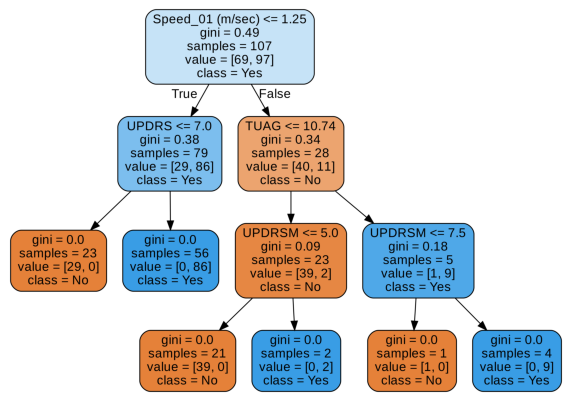 Speed_01 (m/sec) <= 1.25
gini = 0.49
samples = 107
value = [69, 97]
class = Yes
True
False
UPDRS <= 7.0
gini = 0.38
samples = 79
value = [29, 86]
class = Yes
TUAG <= 10.74
gini = 0.34
samples = 28
value = [40, 11]
class = No
gini = 0.0
samples = 23
value = [29, 0]
class = No
gini = 0.0
samples = 56
value = [0, 86]
class = Yes
UPDRSM <= 5.0
gini = 0.09
samples = 23
value = [39, 2]
class = No
UPDRSM <= 7.5
gini = 0.18
samples = 5
value = [1, 9]
class = Yes
gini = 0.0
samples = 21
value = [39, 0]
class = No
gini = 0.0
samples = 2
value = [0, 2]
class = Yes
gini = 0.0
samples = 1
value = [1, 0]
class = No
gini = 0.0
samples = 4
value = [0, 9]
class = Yes